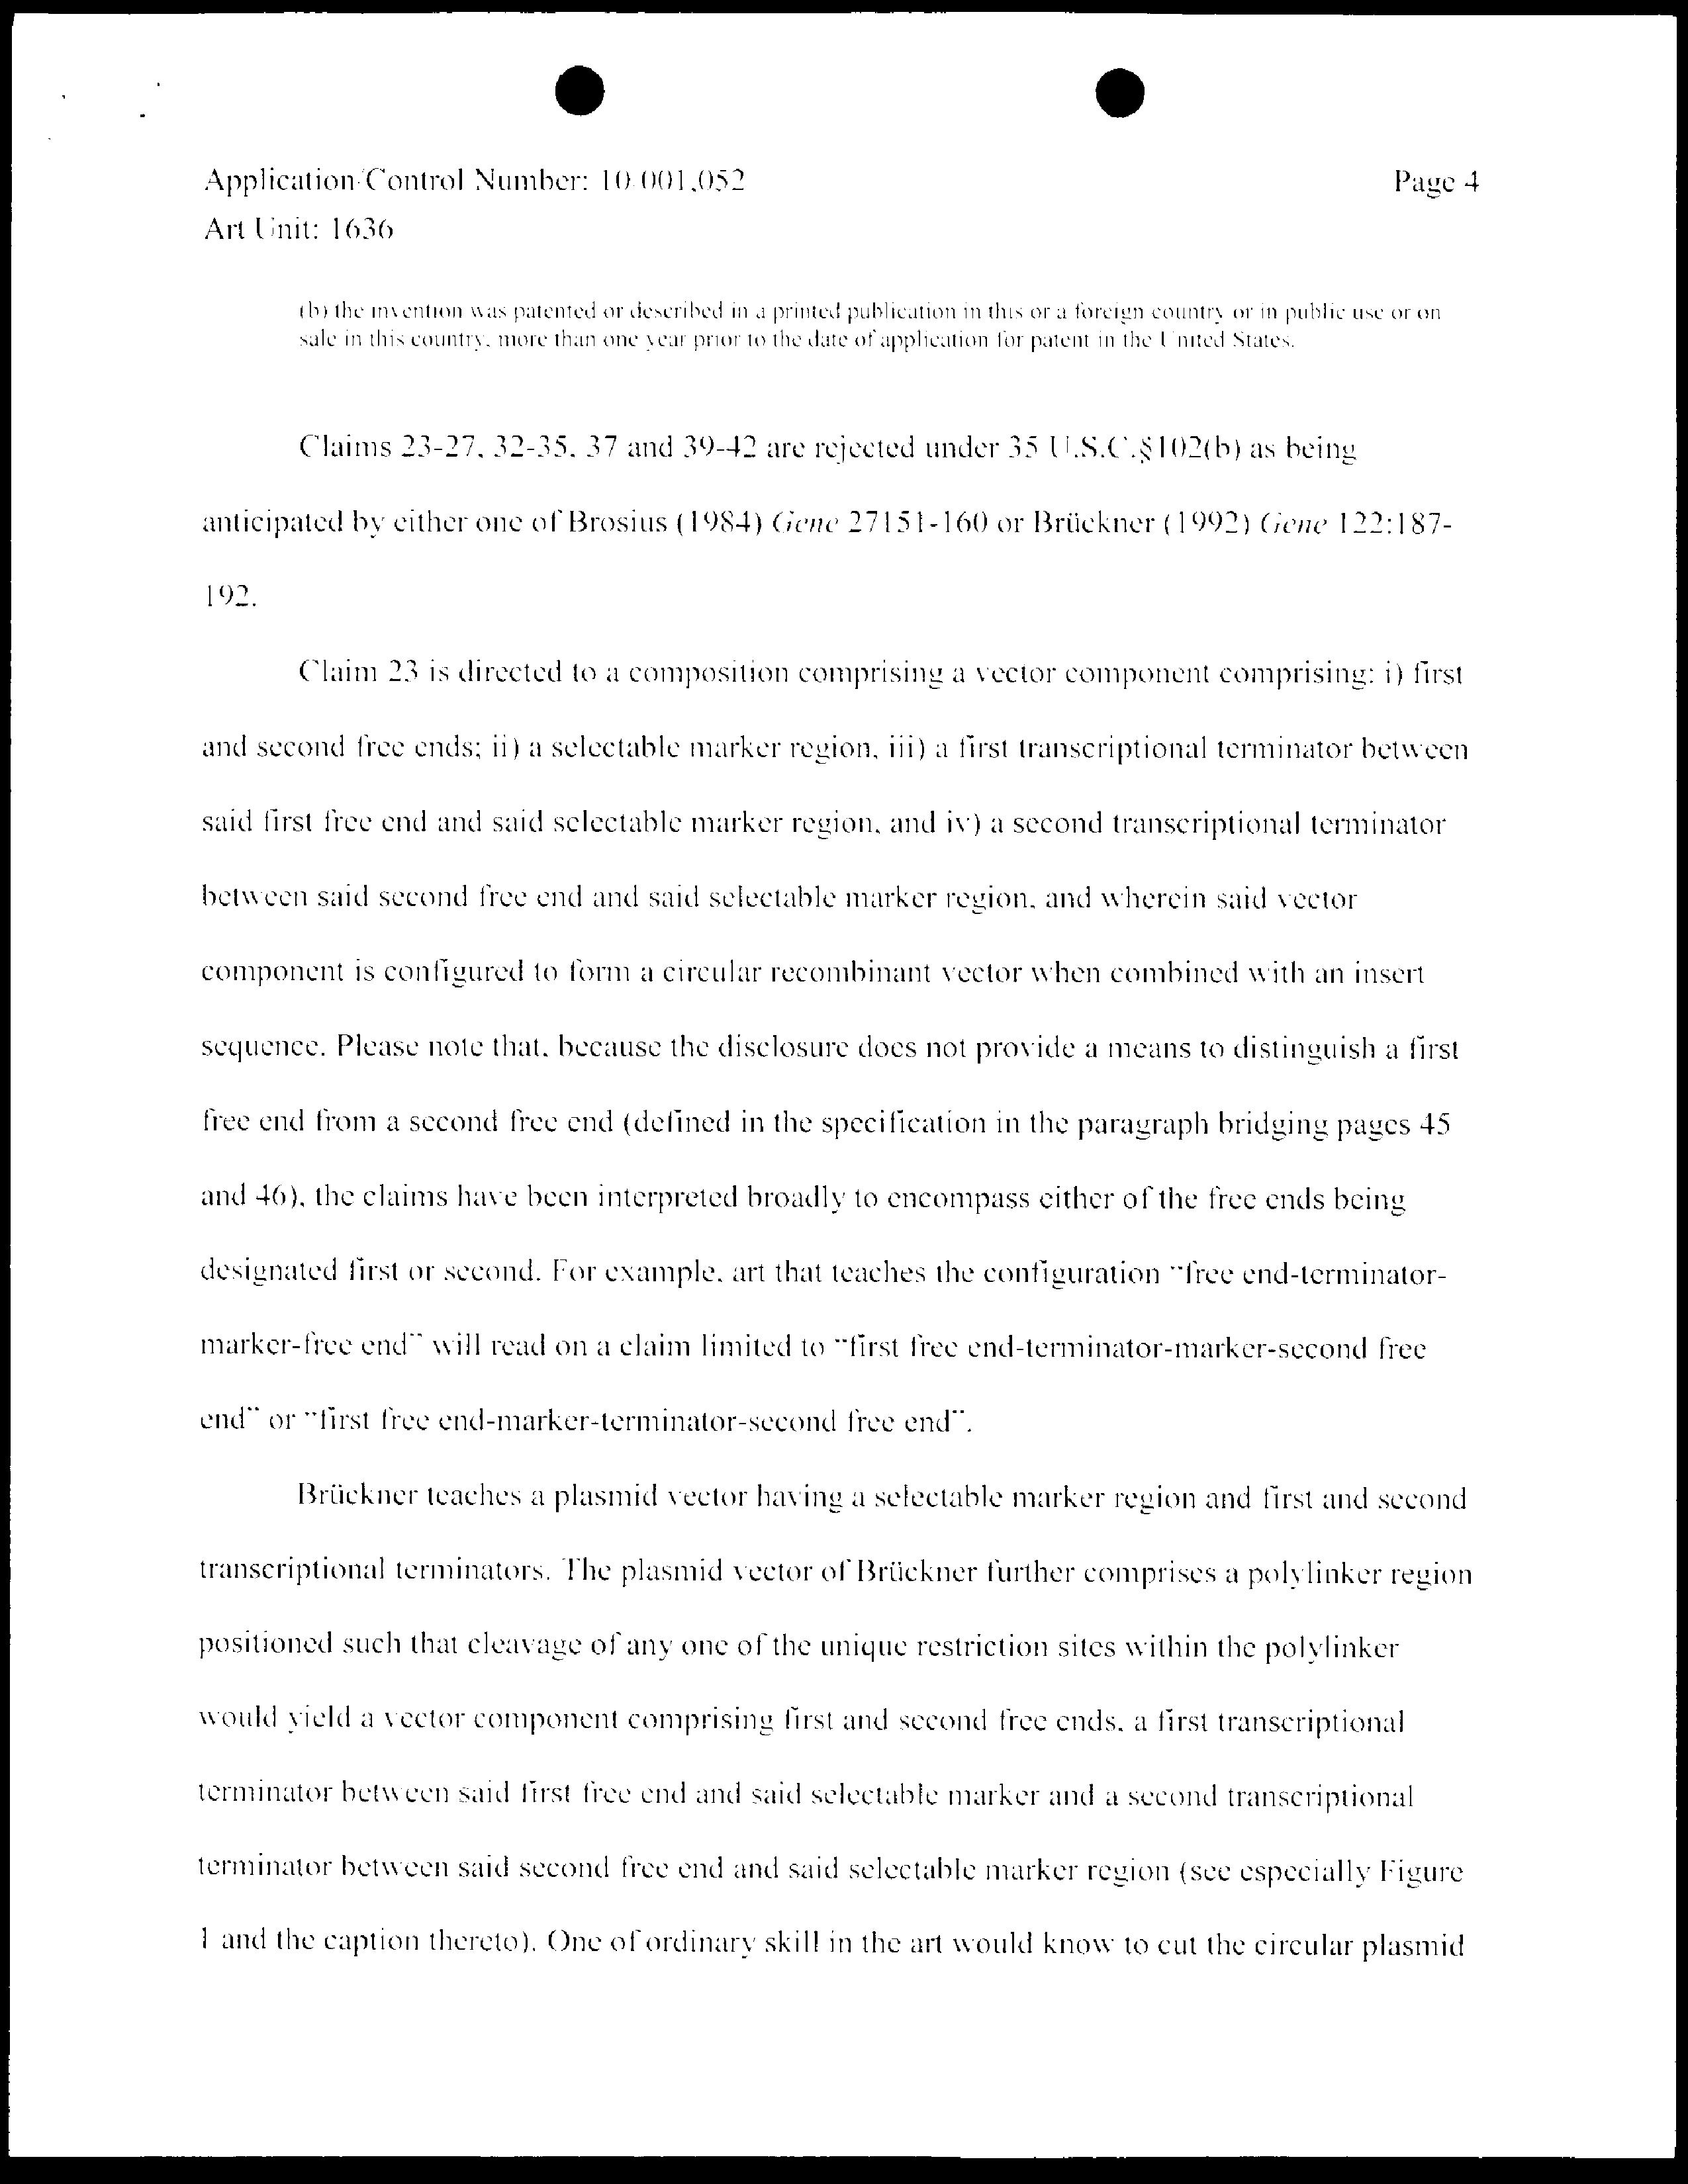 Application/Control Number: 10/001,052 Page 4
Art Unit: 1636
(b) the invention was patented or described in a printed publication in this or a foreign country or in public use or on
sale in this country, more than one year prior to the date of application for patent in the United States.
Claims 23-27, 32-35, 37 and 39-42 are rejected under 35 U.S.C.§102(b) as being
anticipated by either one of Brosius (1984) Gene 27151-160 or Brückner (1992) Gene 122:187-
192.
Claim 23 is directed to a composition comprising a vector component comprising: i) first
and second free ends; ii) a selectable marker region, iii) a first transcriptional terminator between
said first free end and said selectable marker region, and iv) a second transcriptional terminator
between said second free end and said selectable marker region, and wherein said vector
component is configured to form a circular recombinant vector when combined with an insert
sequence. Please note that, because the disclosure does not provide a means to distinguish a first
free end from a second free end (defined in the specification in the paragraph bridging pages 45
and 46), the claims have been interpreted broadly to encompass either of the free ends being
designated first or second. For example, art that teaches the configuration "free end-terminator-
marker-free end" will read on a claim limited to "first free end-terminator-marker-second free
end" or "first free end-marker-terminator-second free end".
Brückner teaches a plasmid vector having a selectable marker region and first and second
transcriptional terminators. The plasmid vector of Brückner further comprises a polylinker region
positioned such that cleavage of any one of the unique restriction sites within the polylinker
would yield a vector component comprising first and second free ends, a first transcriptional
terminator between said first free end and said selectable marker and a second transcriptional
terminator between said second free end and said selectable marker region (see especially Figure
1 and the caption thereto). One of ordinary skill in the art would know to cut the circular plasmid